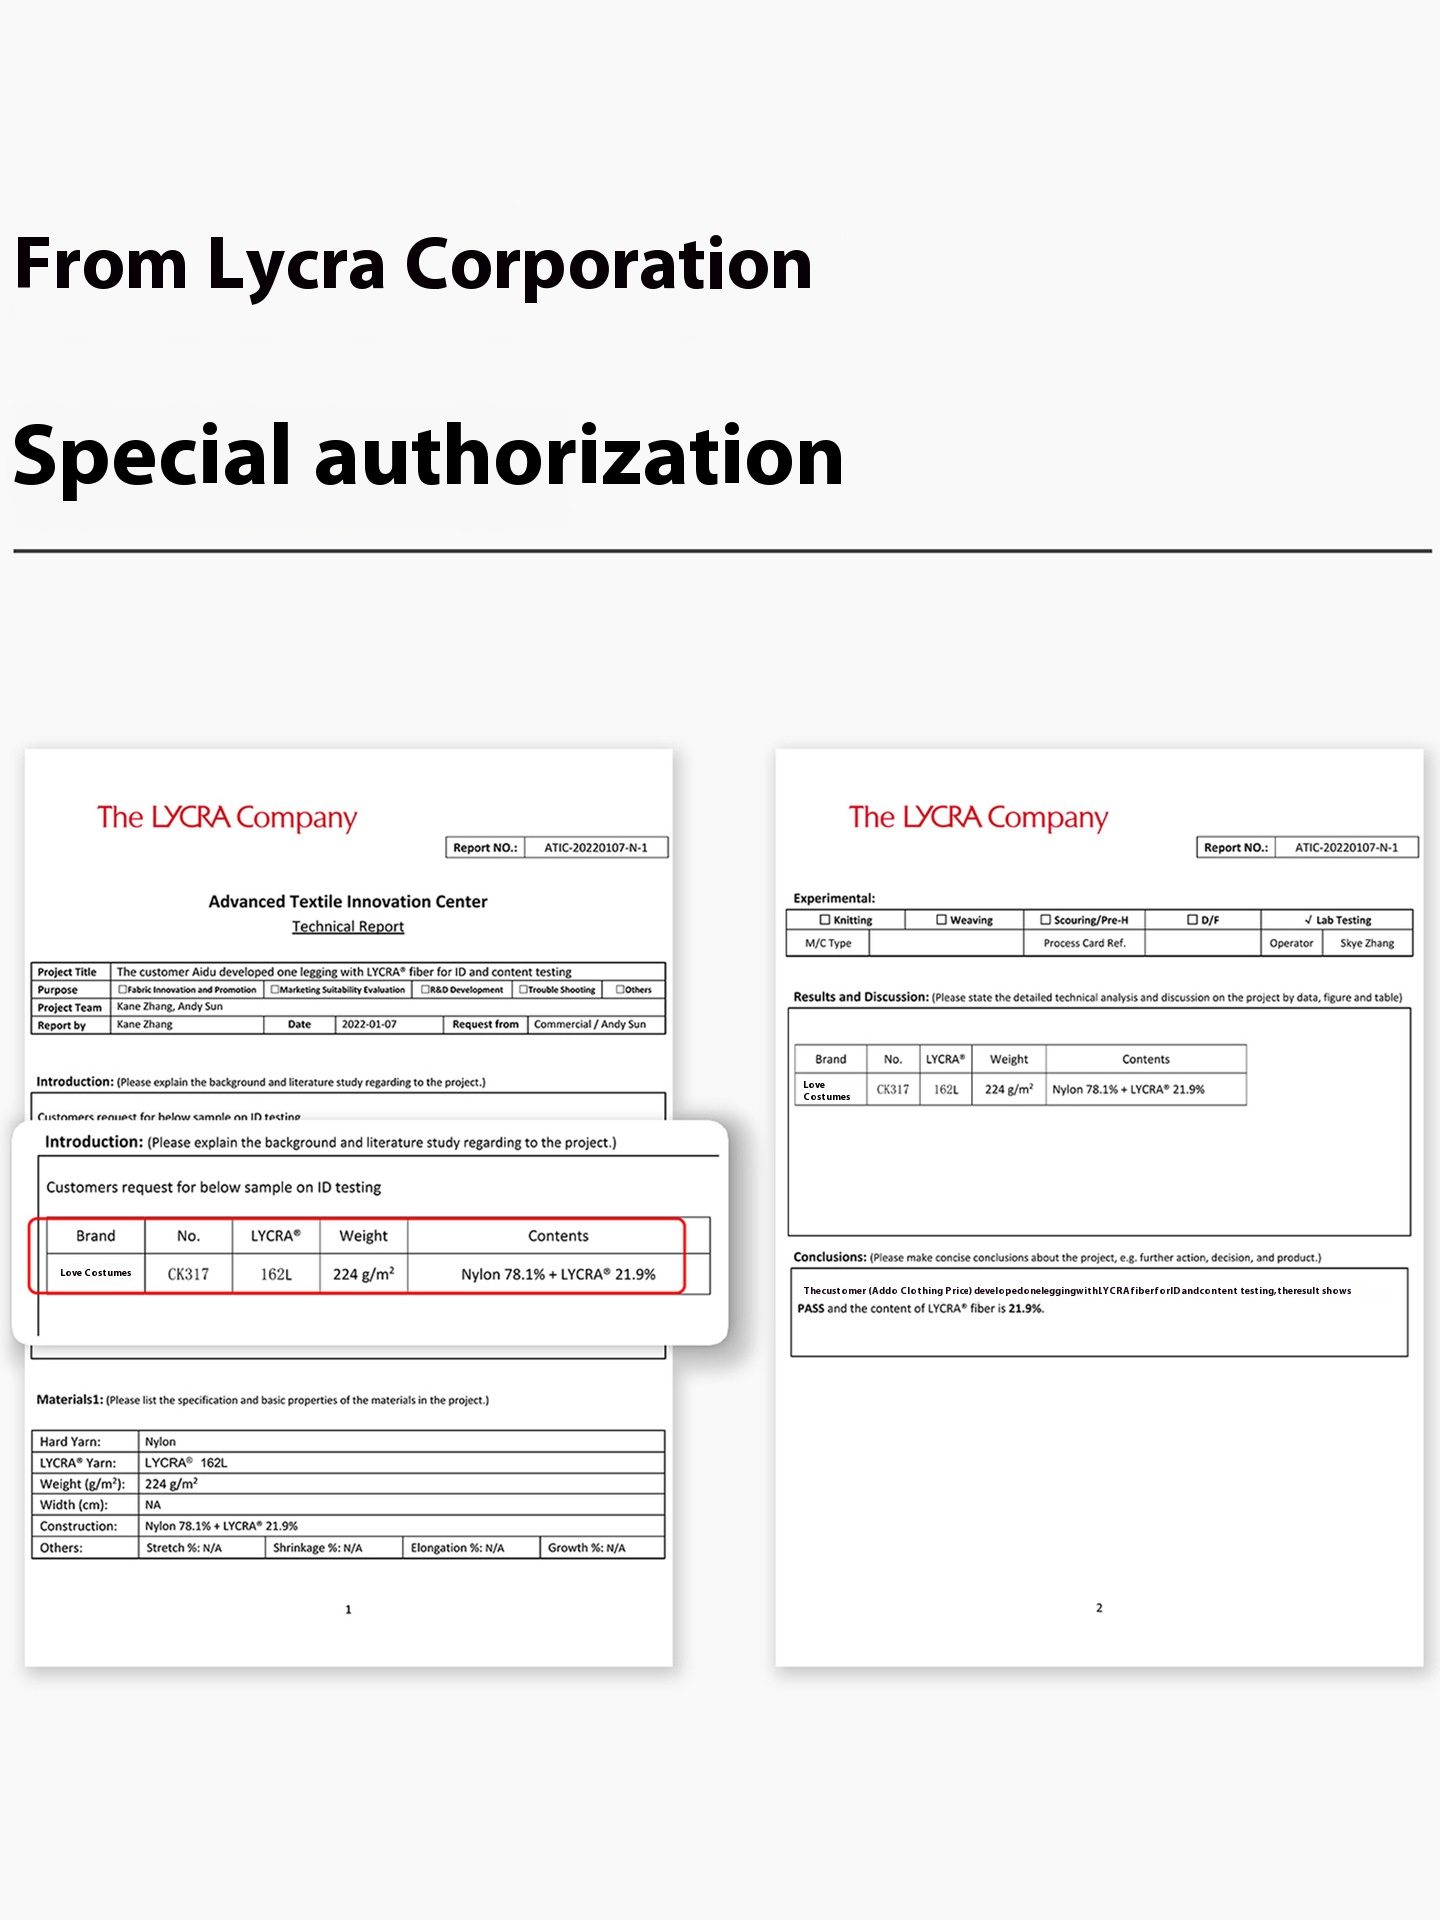 From Lycra Corporation
Special authorization
The LYCRA Company
Report NO.: ATIC-20220107-N-1
Advanced Textile Innovation Center
Technical Report
Project Title The customer Aidu developed one legging with LYCRA® fiber for ID and content testing
Purpose ☐Fabric Innovation and Promotion ☐Marketing Suitability Evaluation ☐R&D Development ☐Trouble Shooting ☐Others
Project Team Kane Zhang, Andy Sun
Report by Kane Zhang Date 2022-01-07 Request from Commercial / Andy Sun
Introduction: (Please explain the background and literature study regarding to the project.)
Customers request for below sample on ID testing
Introduction: (Please explain the background and literature study regarding to the project.)
Customers request for below sample on ID testing
Brand No. LYCRA® Weight Contents
Love Costumes CK317 162L 224 g/m² Nylon 78.1% + LYCRA® 21.9%
Materials1: (Please list the specification and basic properties of the materials in the project.)
Hard Yarn: Nylon
LYCRA® Yarn: LYCRA® 162L
Weight (g/m²): 224 g/m²
Width (cm): NA
Construction: Nylon 78.1% + LYCRA® 21.9%
Others: Stretch %: N/A Shrinkage %: N/A Elongation %: N/A Growth %: N/A
1
The LYCRA Company
Report NO.: ATIC-20220107-N-1
Experimental:
☐ Knitting ☐ Weaving ☐ Scouring/Pre-H ☐ D/F √ Lab Testing
M/C Type Process Card Ref. Operator Skye Zhang
Results and Discussion: (Please state the detailed technical analysis and discussion on the project by data, figure and table)
Brand No. LYCRA® Weight Contents
Love
Costumes CK317 162L 224 g/m² Nylon 78.1% + LYCRA® 21.9%
Conclusions: (Please make concise conclusions about the project, e.g. further action, decision, and product.)
Thecustomer (Addo Clothing Price) developedoneleggingwithLYCRAfiberforIDandcontent testing,theresult shows
PASS and the content of LYCRA® fiber is 21.9%.
2